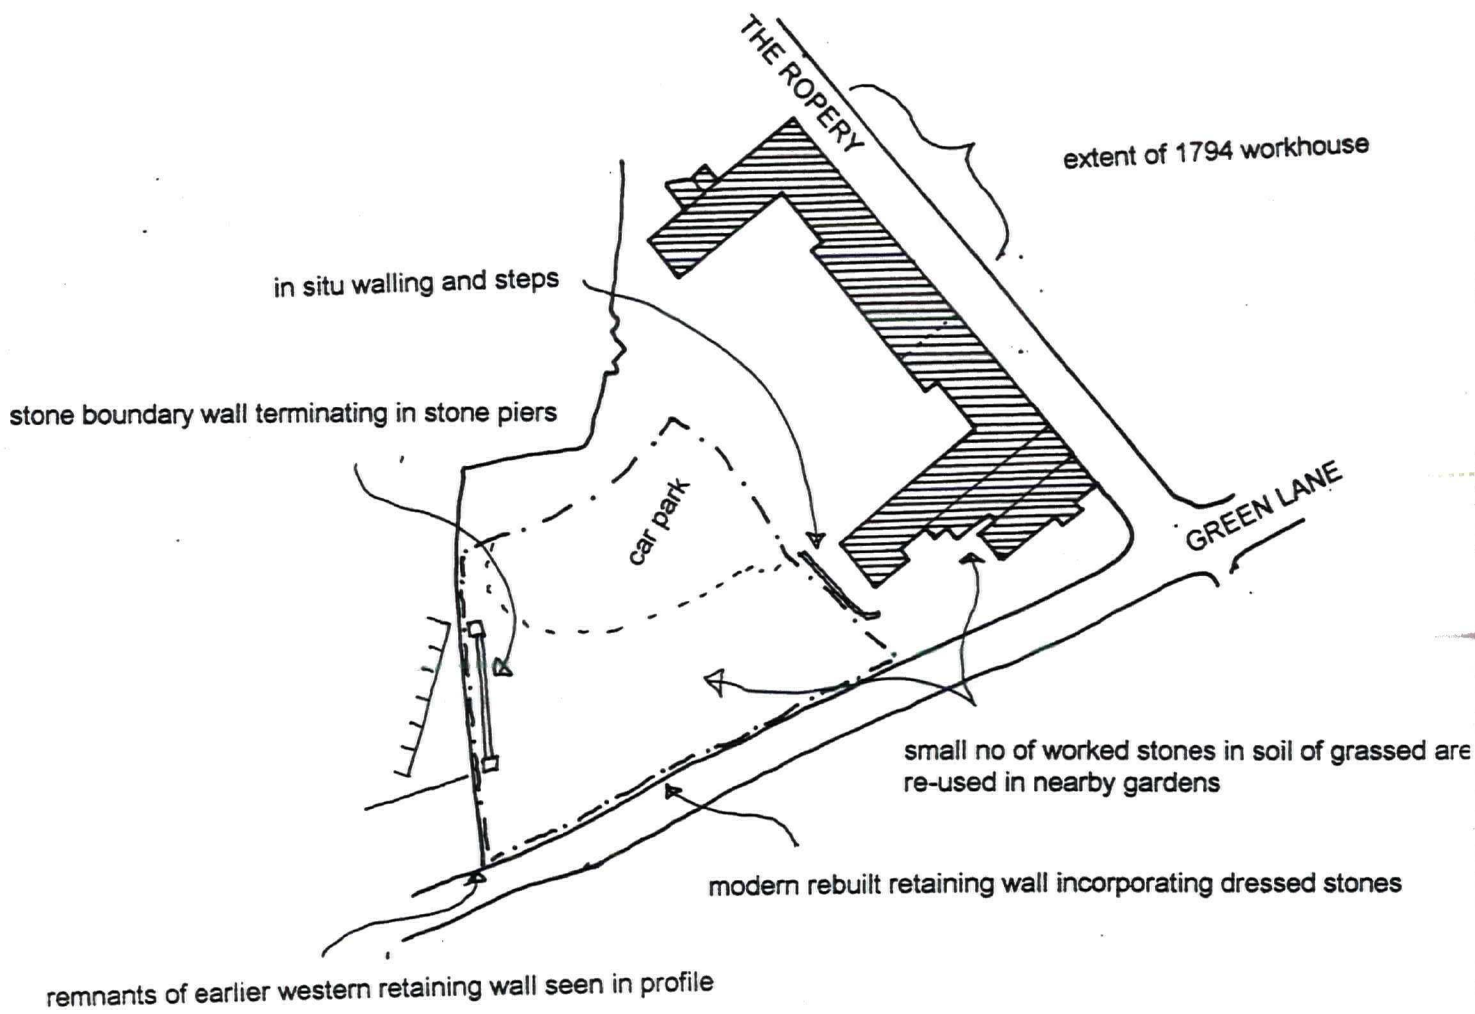 THE ROPERY
extent of 1794 workhouse
in situ walling and steps
stone boundary wall terminating in stone piers
car park
GREEN LANE
small no of worked stones in soil of grassed are
re-used in nearby gardens
modern rebuilt retaining wall incorporating dressed stones
remnants of earlier western retaining wall seen in profile